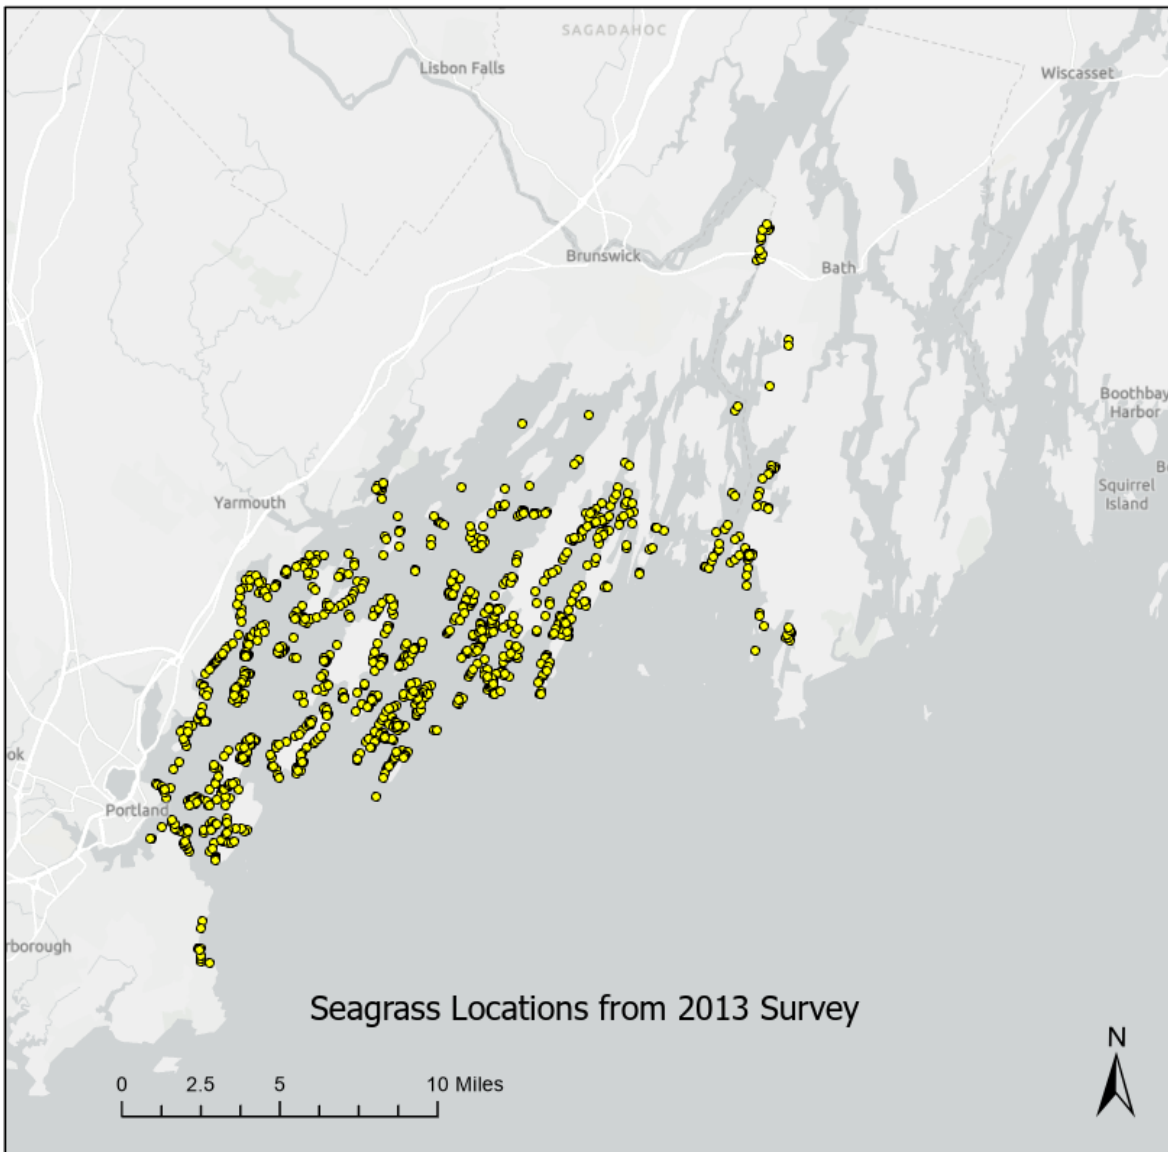 SAGADAHOC
Lisbon Falls
Wiscasset
Brunswick
Bath
Boothbay
Harbor
Squirrel
Island
Yarmouth
ok
Portland
rborough
Seagrass Locations from 2013 Survey
N
0 2.5 5 10 Miles